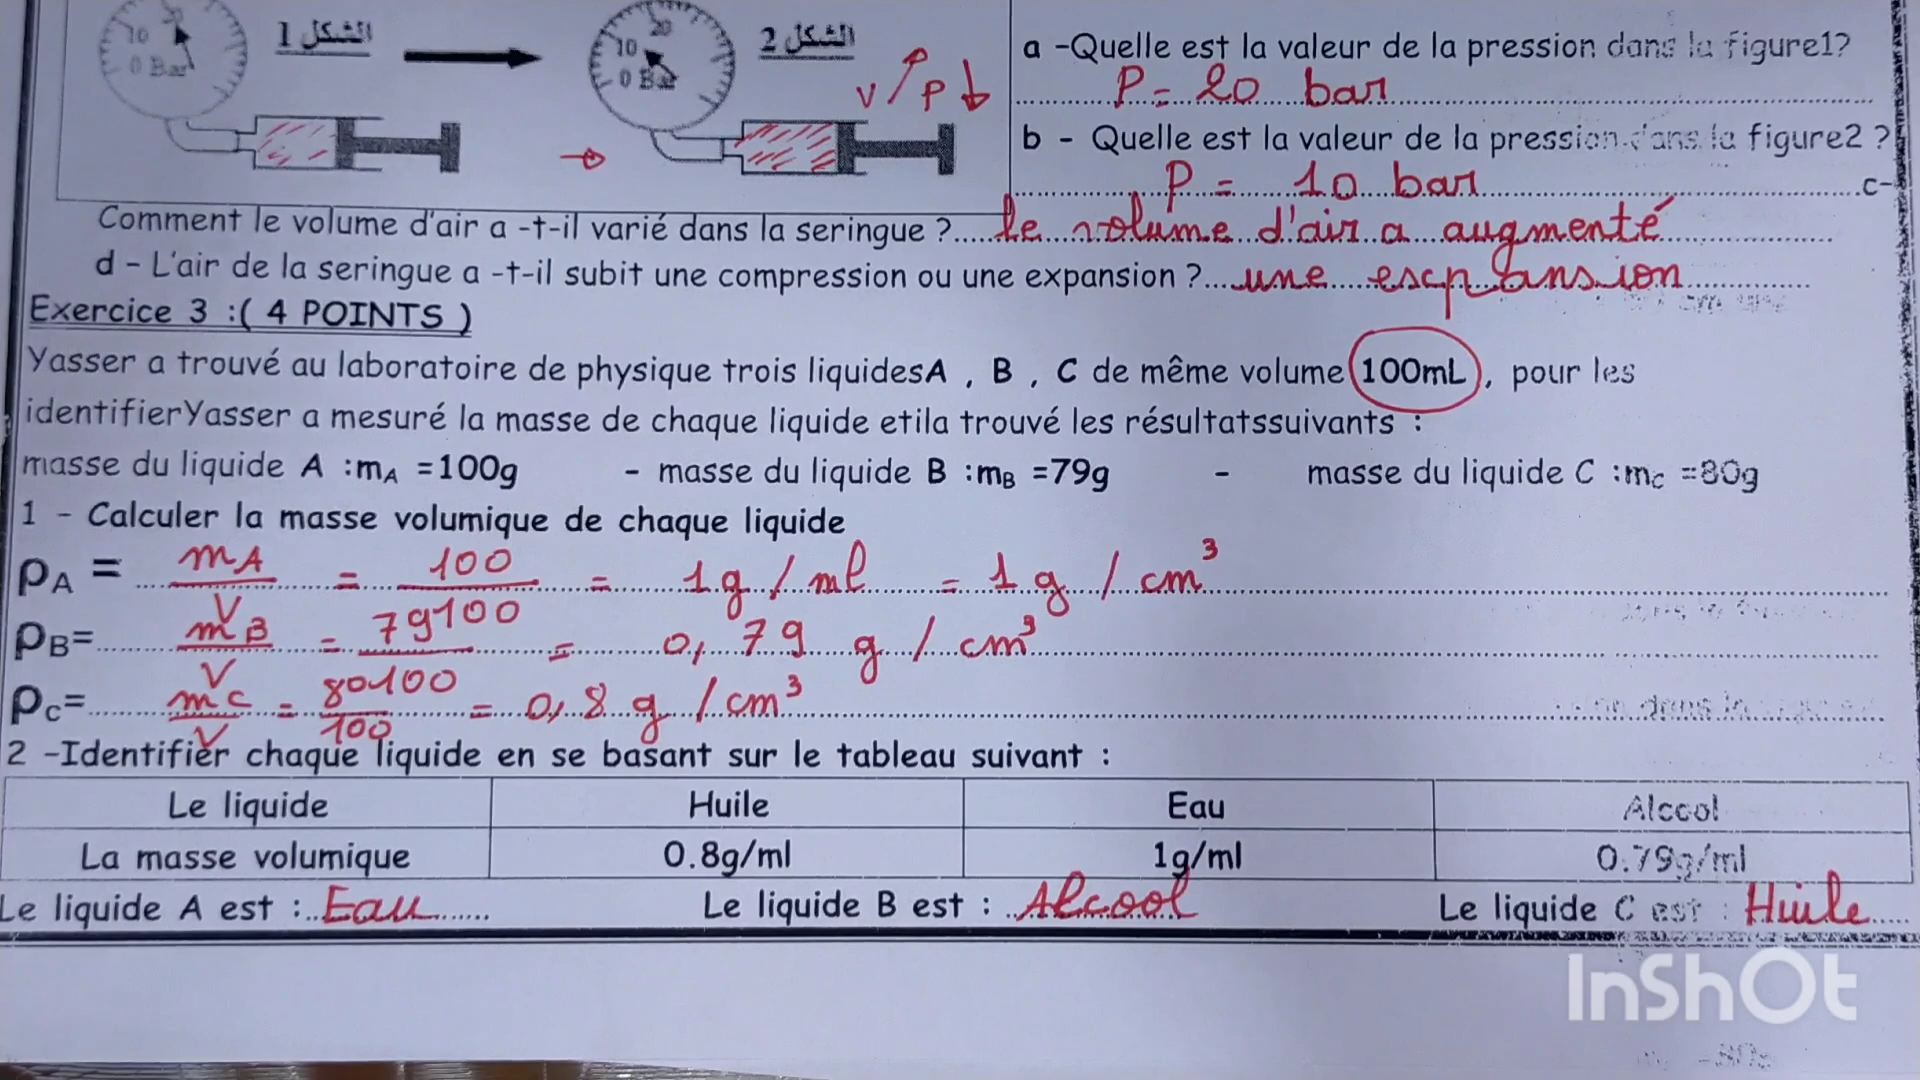 10 20 الشكل 1 10 20 الشكل 2
0 Bar 0 Bar
V P
a -Quelle est la valeur de la pression dans la figure1?
P = 20 bar
b - Quelle est la valeur de la pression dans la figure2 ?
P = 10 bar c-
Comment le volume d'air a -t-il varié dans la seringue ? le volume d'air a augmenté
d - L'air de la seringue a -t-il subit une compression ou une expansion ? une expansion
Exercice 3 :( 4 POINTS )
Yasser a trouvé au laboratoire de physique trois liquidesA , B , C de même volume 100mL , pour les
identifierYasser a mesuré la masse de chaque liquide etila trouvé les résultatssuivants :
masse du liquide A :mA =100g - masse du liquide B :mB =79g - masse du liquide C :mC =80g
1 - Calculer la masse volumique de chaque liquide
ρA = mA / V = 100 / 100 = 1g / ml = 1g / cm³
ρB= mB / V = 79 / 100 = 0,79 g / cm³
ρC= mC / V = 80 / 100 = 0,8 g / cm³
2 -Identifier chaque liquide en se basant sur le tableau suivant :
Le liquide Huile Eau Alcool
La masse volumique 0.8g/ml 1g/ml 0.79g/ml
Le liquide A est : Eau Le liquide B est : Alcool Le liquide C est : Huile
InShOt